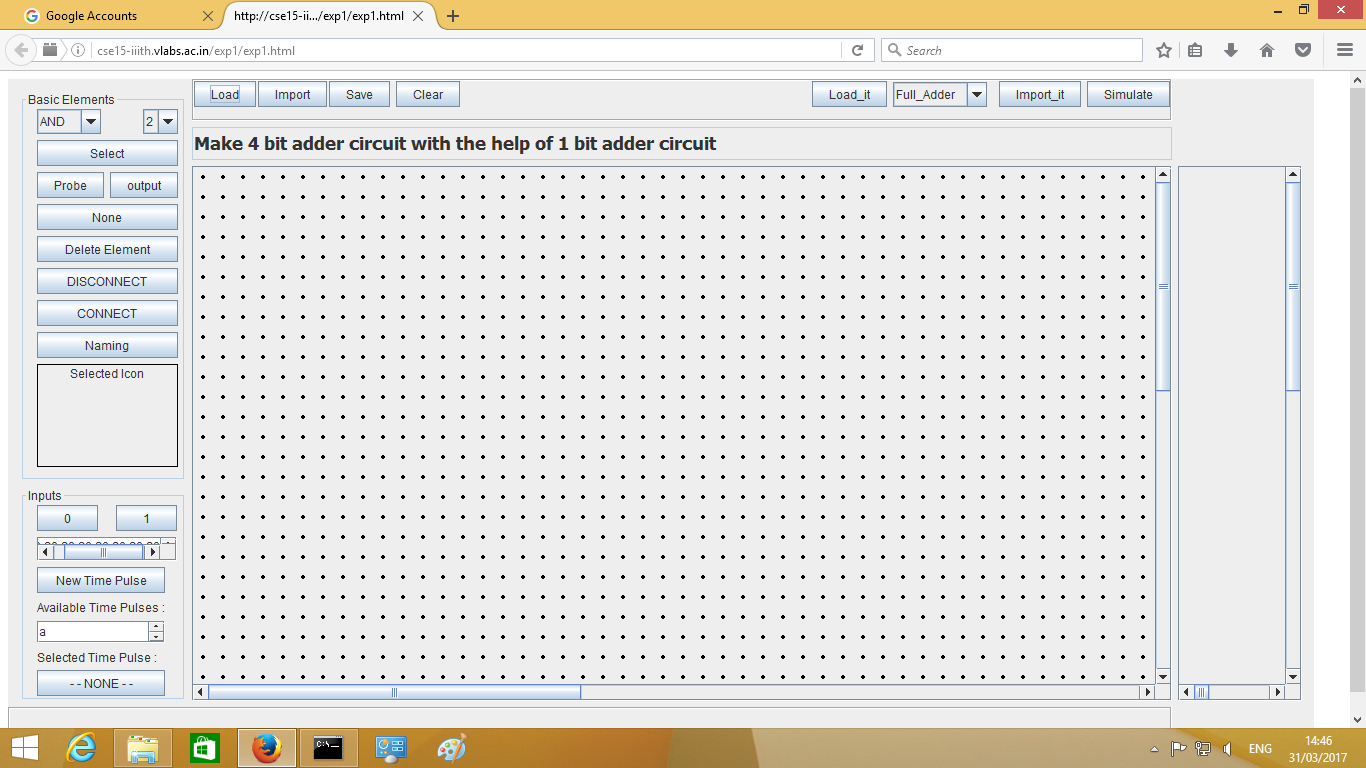 Google Accounts
http://cse15-ii.../exp1/exp1.html
cse15-iiith.vlabs.ac.in/exp1/exp1.html
Search
Load Import Save Clear Load_it Full_Adder Import_it Simulate
Make 4 bit adder circuit with the help of 1 bit adder circuit
Basic Elements
AND 2
Select
Probe output
None
Delete Element
DISCONNECT
CONNECT
Naming
Selected Icon
Inputs
0 1
New Time Pulse
Available Time Pulses :
a
Selected Time Pulse :
- - NONE - -
ENG
14:46
31/03/2017